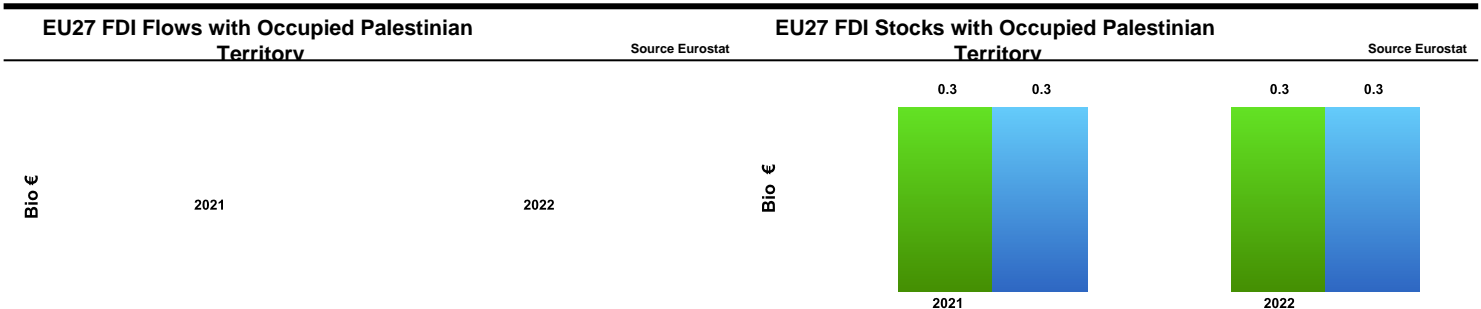 EU27 FDI Flows with Occupied Palestinian
Territory
Source Eurostat
Bio €
2021
2022
EU27 FDI Stocks with Occupied Palestinian
Territory
Source Eurostat
Bio €
0.3
0.3
0.3
0.3
2021
2022